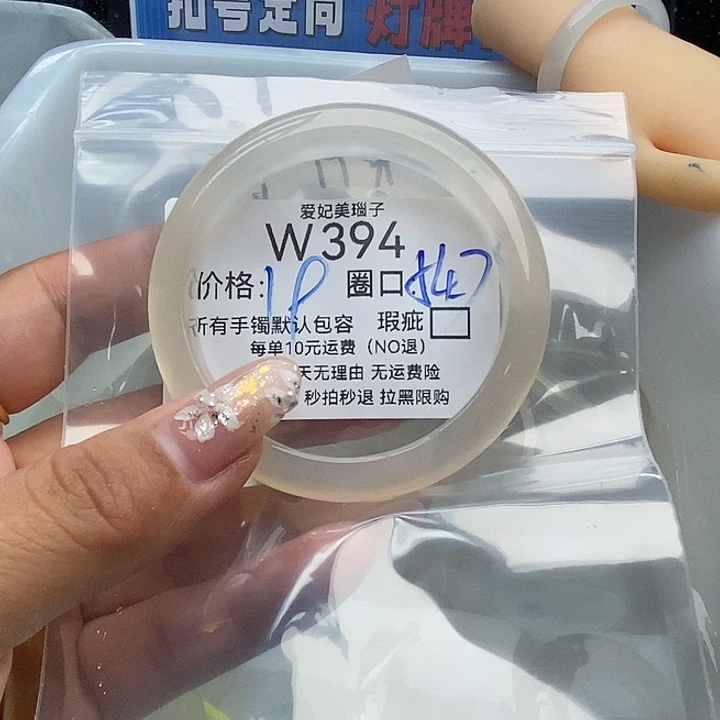 扣号定向 灯牌
爱妃美瑙子
W394
价格: 圈口:547
所有手镯默认包容 瑕疵
每单10元运费（NO退）
天无理由 无运费险
秒拍秒退 拉黑限购